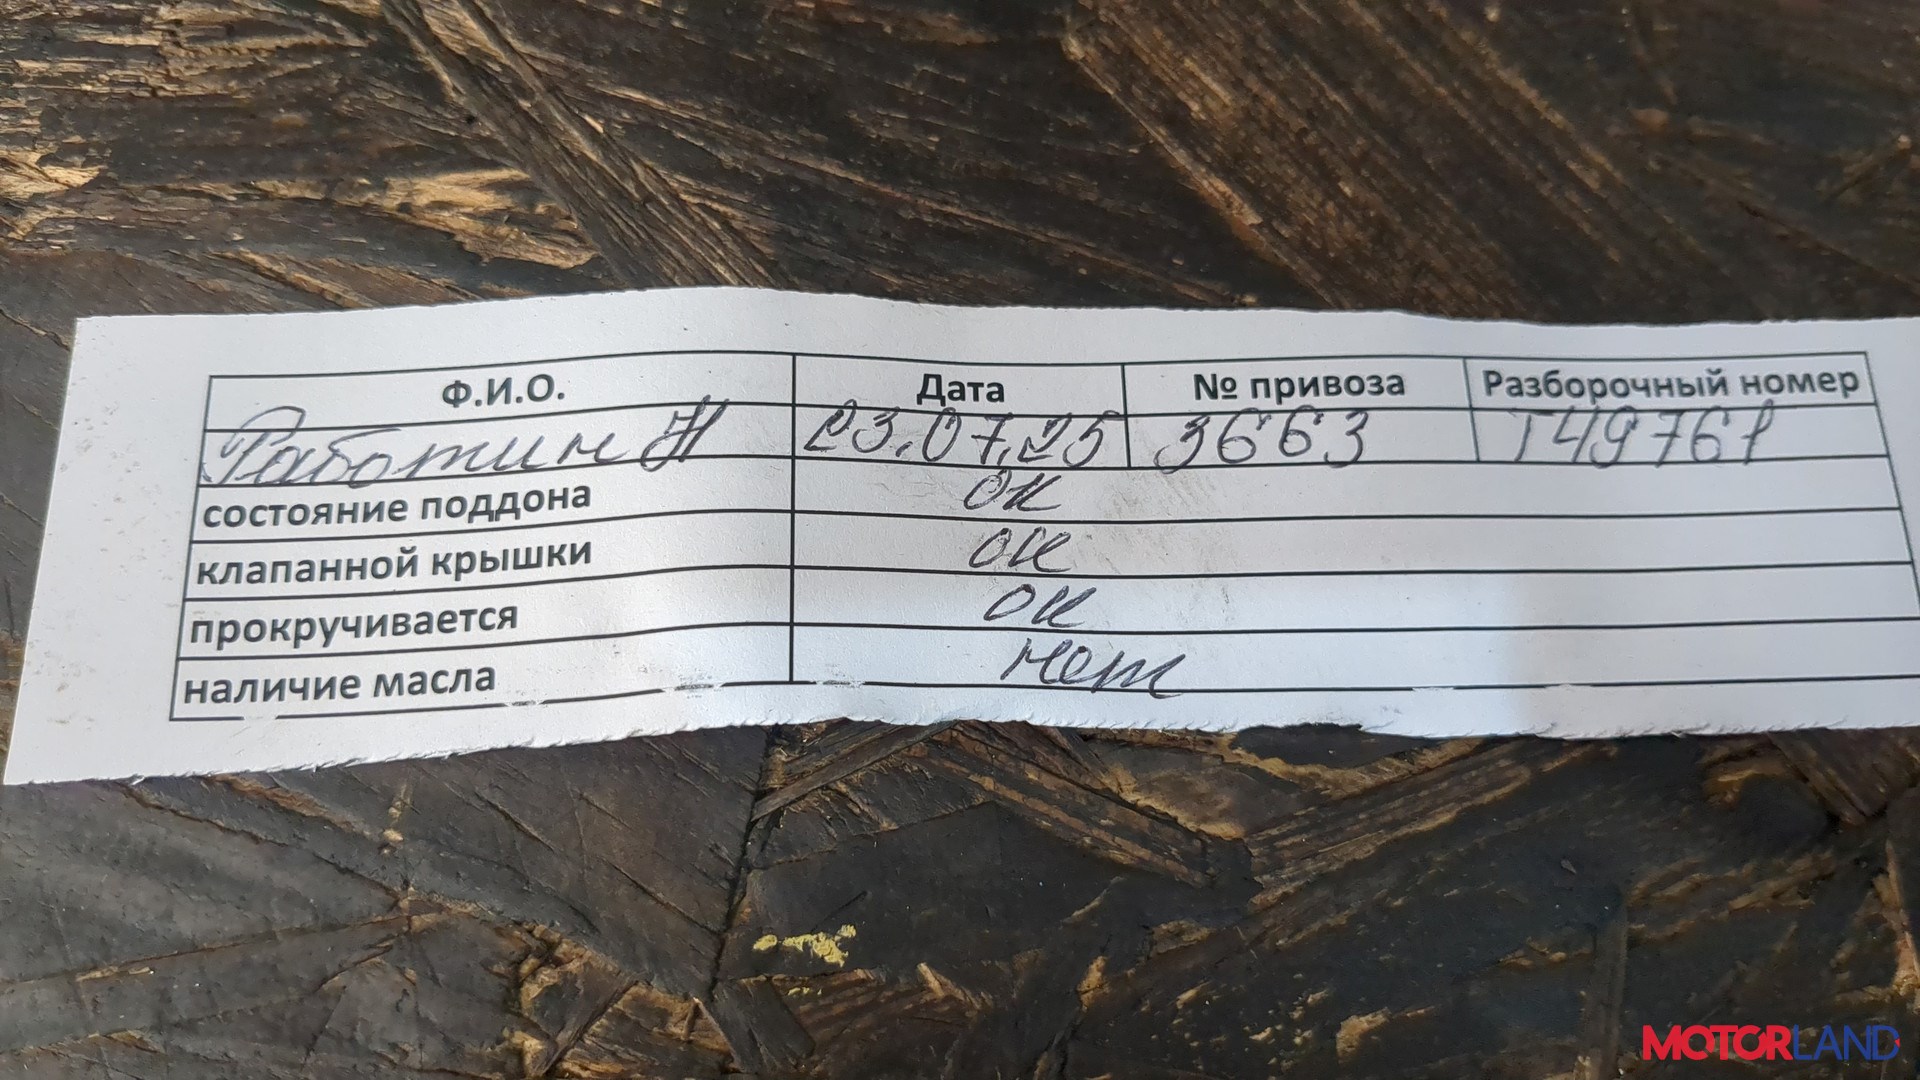 Ф.И.О. Дата № привоза Разборочный номер
Работин Н 23.07.25 3663 Т49761
состояние поддона ок
клапанной крышки ок
прокручивается ок
наличие масла нет
MOTORLAND